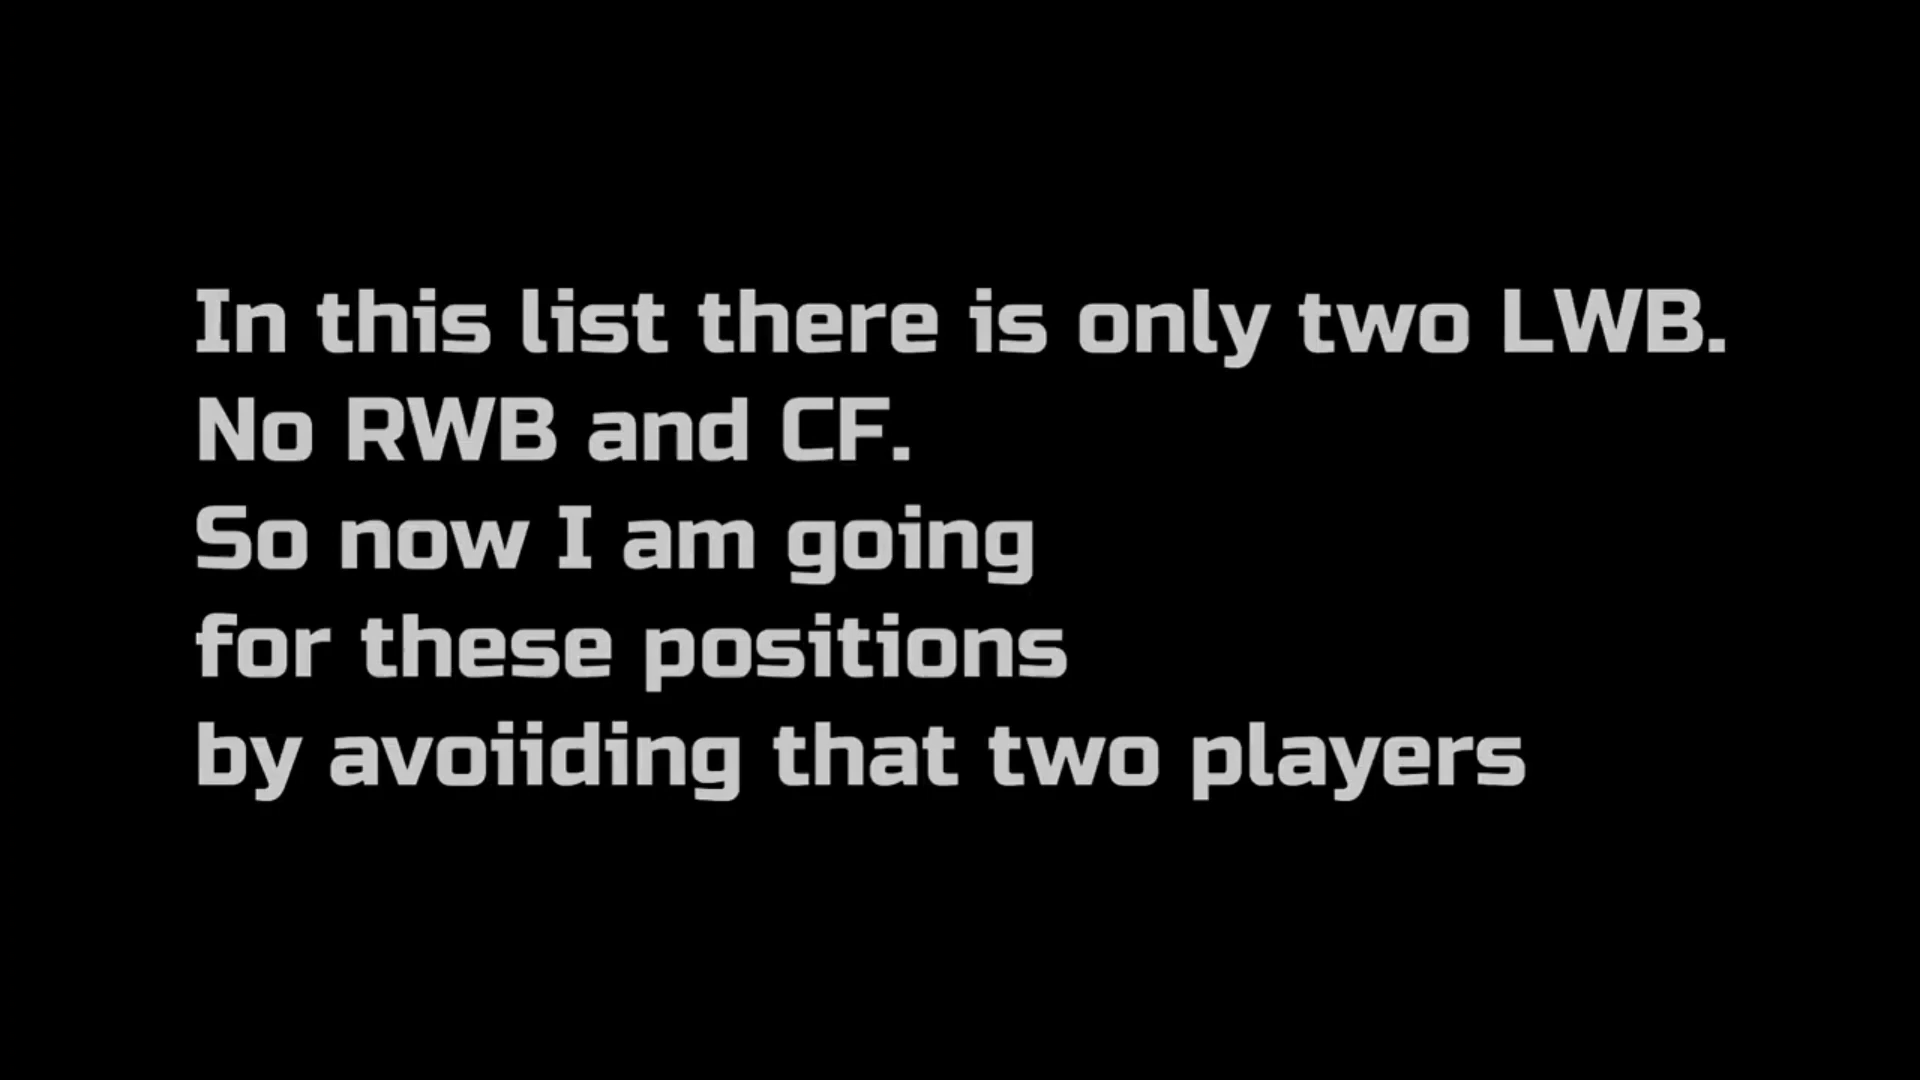 In this list there is only two LWB.
No RWB and CF.
So now I am going
for these positions
by avoiiding that two players